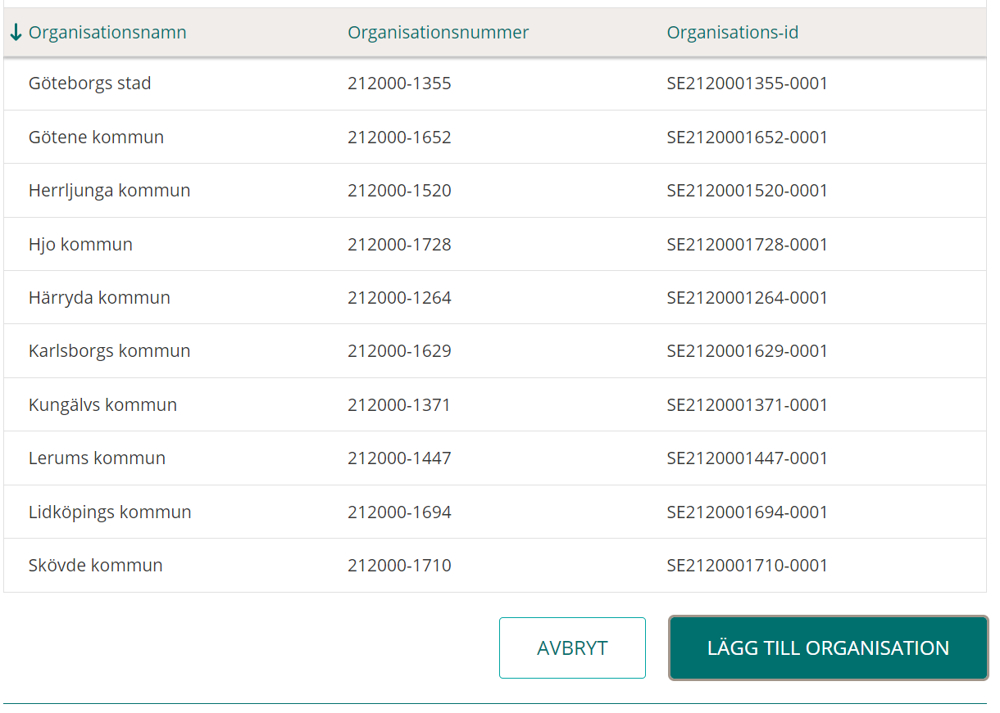 Organisationsnamn Organisationsnummer Organisations-id
Göteborgs stad 212000-1355 SE2120001355-0001
Götene kommun 212000-1652 SE2120001652-0001
Herrljunga kommun 212000-1520 SE2120001520-0001
Hjo kommun 212000-1728 SE2120001728-0001
Härryda kommun 212000-1264 SE2120001264-0001
Karlsborgs kommun 212000-1629 SE2120001629-0001
Kungälvs kommun 212000-1371 SE2120001371-0001
Lerums kommun 212000-1447 SE2120001447-0001
Lidköpings kommun 212000-1694 SE2120001694-0001
Skövde kommun 212000-1710 SE2120001710-0001
AVBRYT LÄGG TILL ORGANISATION